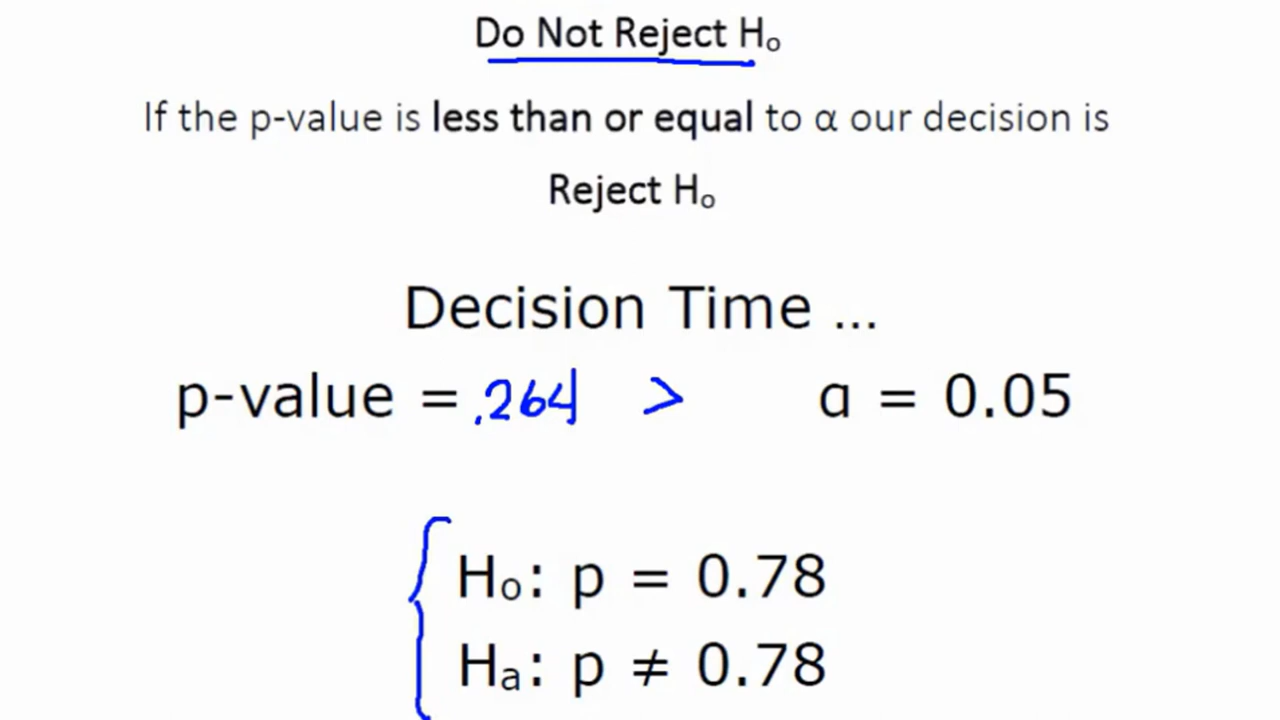 Do Not Reject Hₒ
If the p-value is less than or equal to α our decision is
Reject Hₒ
Decision Time ...
p-value = .264 > α = 0.05
Hₒ: p = 0.78
Hₐ: p ≠ 0.78